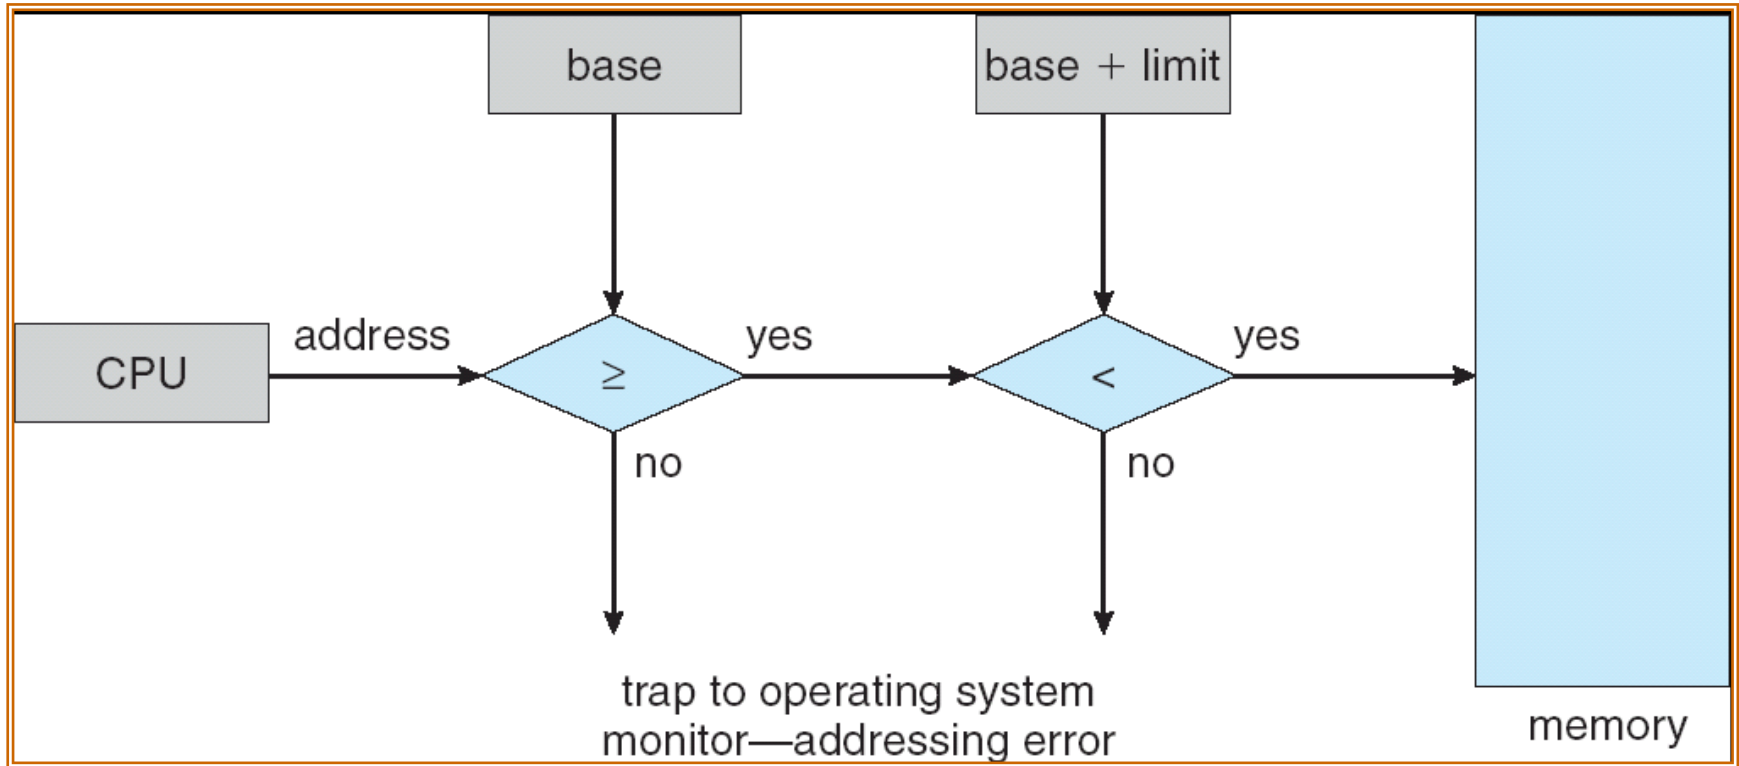 base
base + limit
address
yes
yes
CPU
≥
<
no
no
trap to operating system
monitor—addressing error
memory